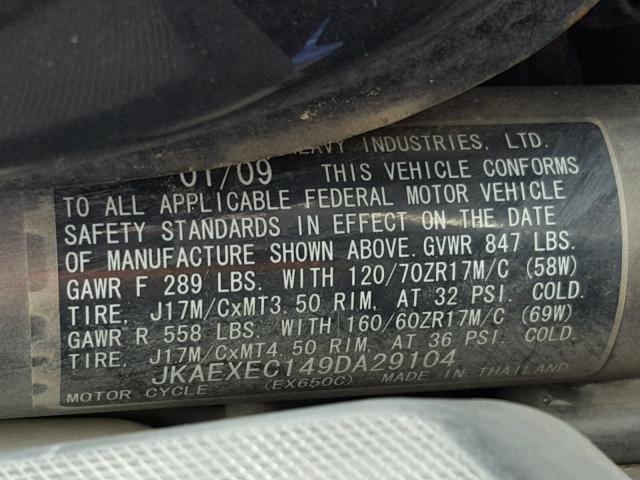 HEAVY INDUSTRIES, LTD.
01/09 THIS VEHICLE CONFORMS
TO ALL APPLICABLE FEDERAL MOTOR VEHICLE
SAFETY STANDARDS IN EFFECT ON THE DATE
OF MANUFACTURE SHOWN ABOVE. GVWR 847 LBS.
GAWR F 289 LBS. WITH 120/70ZR17M/C (58W)
TIRE, J17M/CxMT3.50 RIM, AT 32 PSI. COLD.
GAWR R 558 LBS. WITH 160/60ZR17M/C (69W)
TIRE, J17M/CxMT4.50 RIM, AT 36 PSI. COLD.
JKAEXEC149DA29104
MOTOR CYCLE (EX650C) MADE IN THAILAND